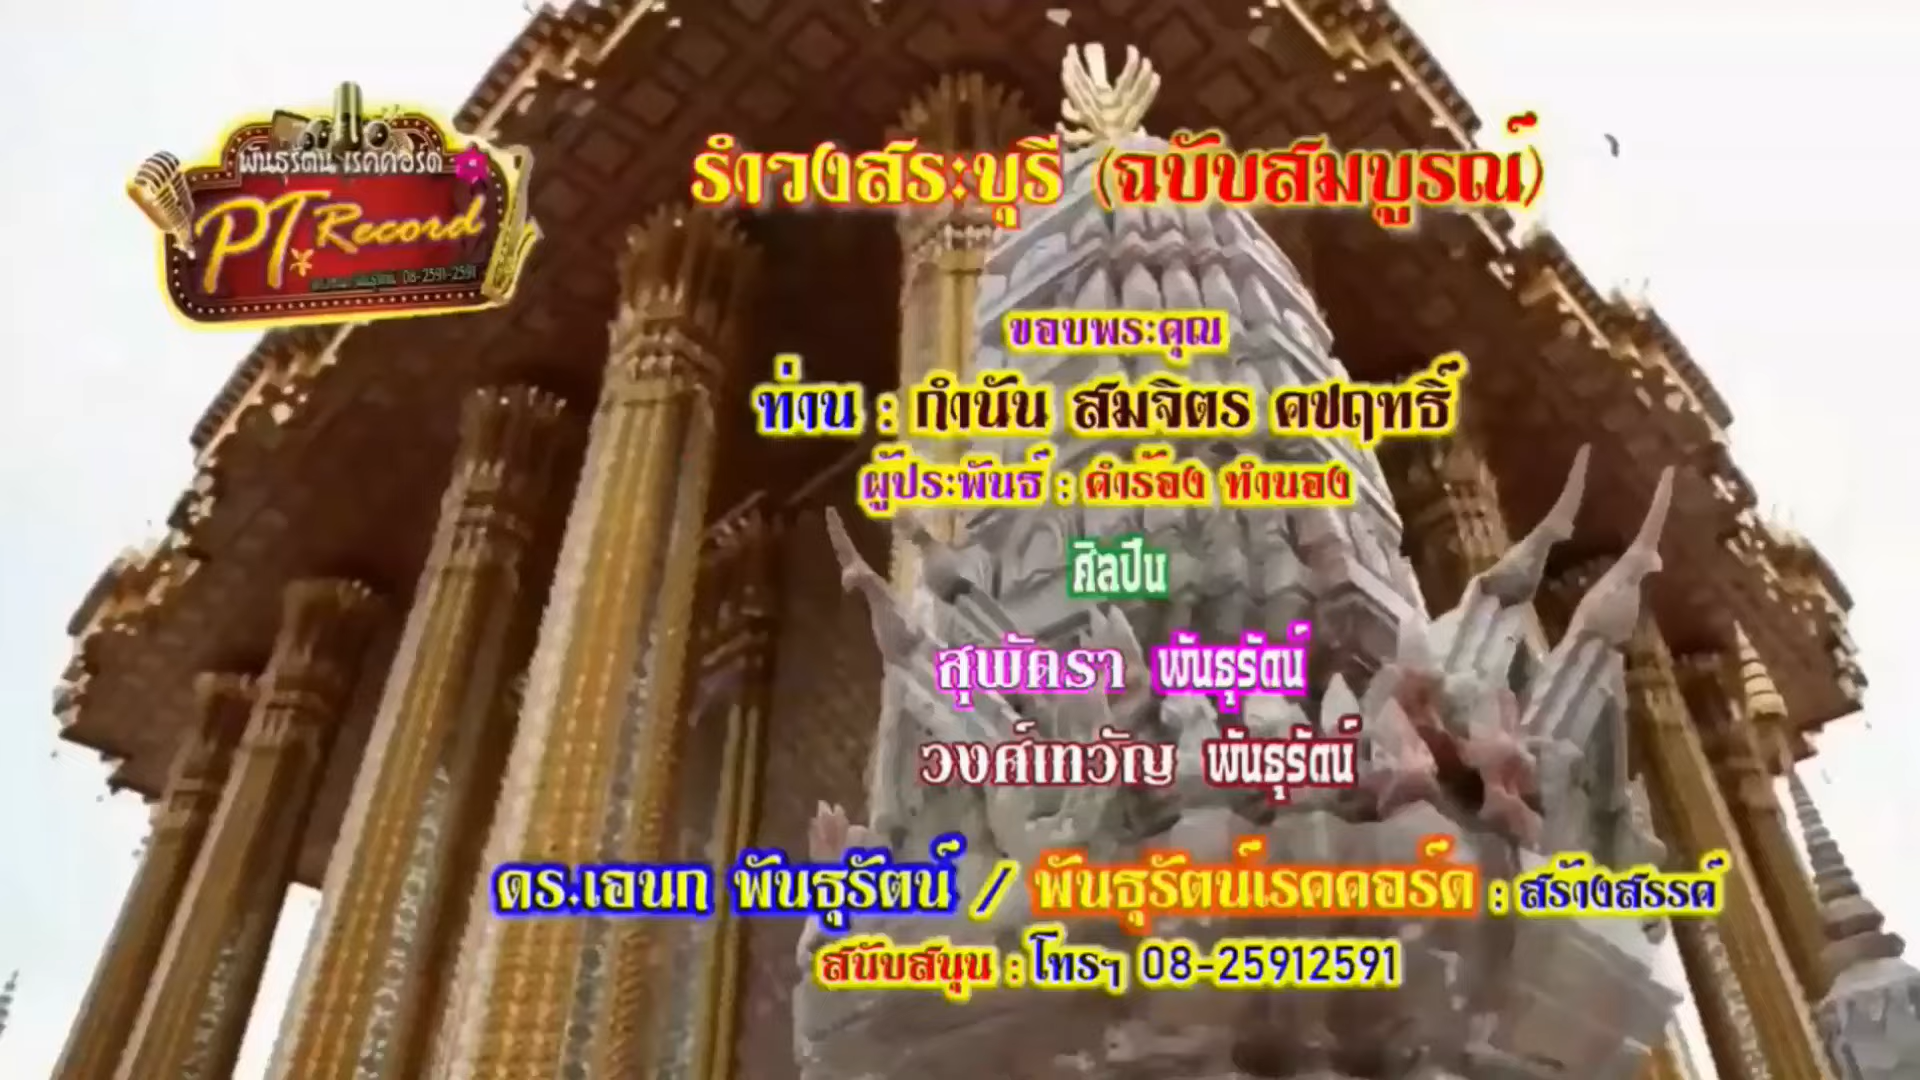 พันธุรัตน์ เรคคอร์ด
PT. Record
08-2591-2591
รำวงสระบุรี (ฉบับสมบูรณ์)
ขอบพระคุณ
ท่าน : กำนัน สมจิตร คชฤทธิ์
ผู้ประพันธ์ : คำร้อง ทำนอง
ศิลปิน
สุพัตรา พันธุรัตน์
วงศ์เทวัญ พันธุรัตน์
ดร.เอนก พันธุรัตน์ / พันธุรัตน์เรคคอร์ด : สร้างสรรค์
สนับสนุน : โทรฯ 08-25912591